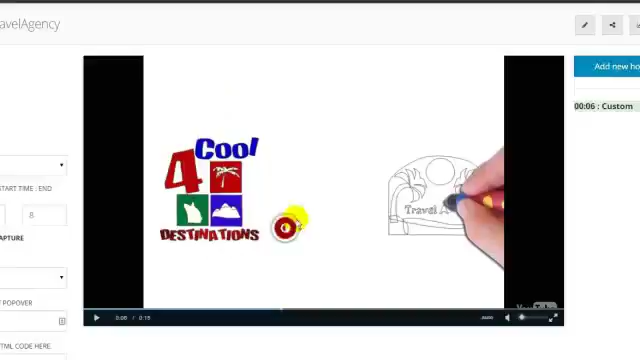 avelAgency
Add new ho
00:06 : Custom
START TIME : END
8
APTURE
F POPOVER
TML CODE HERE.
4 Cool
DESTINATIONS
Travel A
0:06 / 0:18